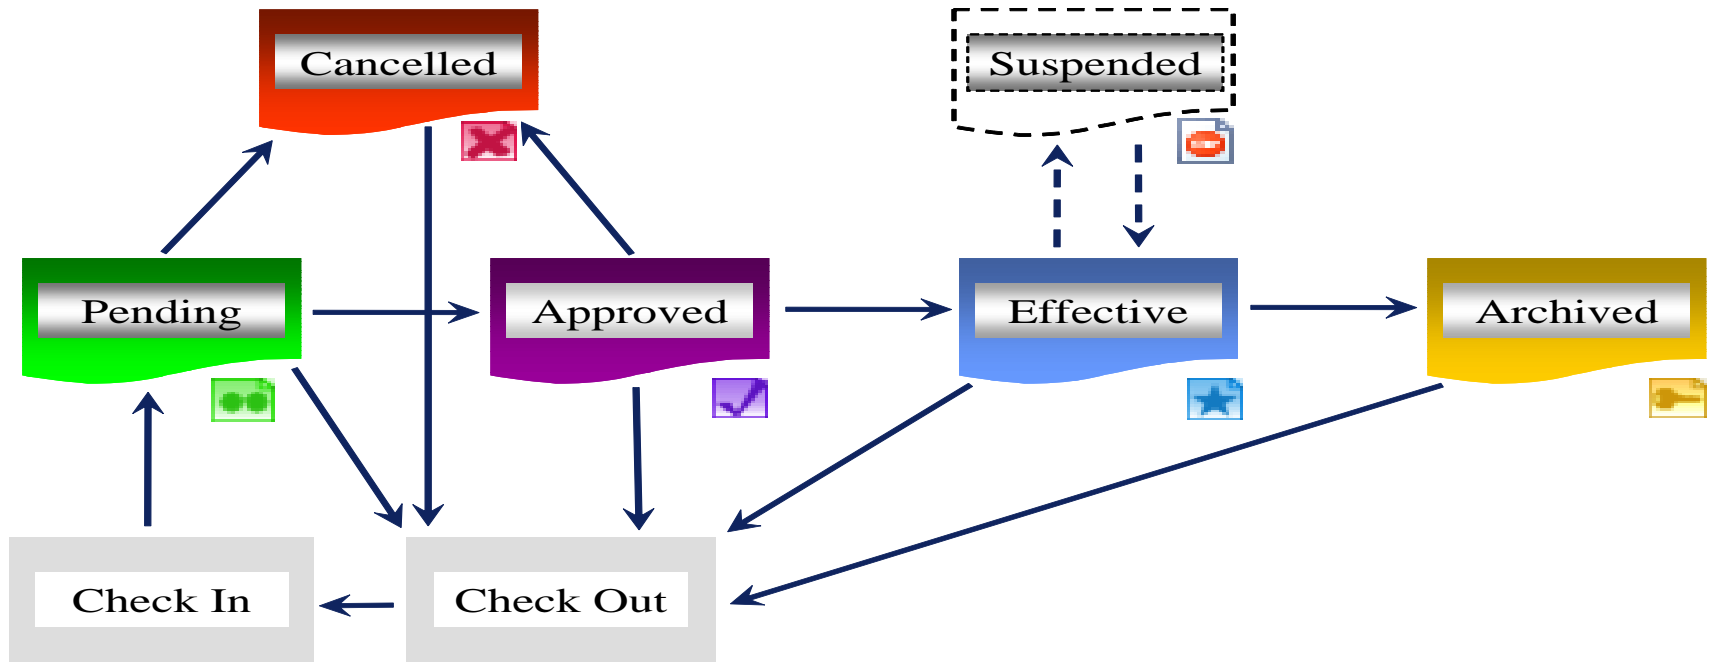 Cancelled
Suspended
Pending
Approved
Effective
Archived
Check In
Check Out